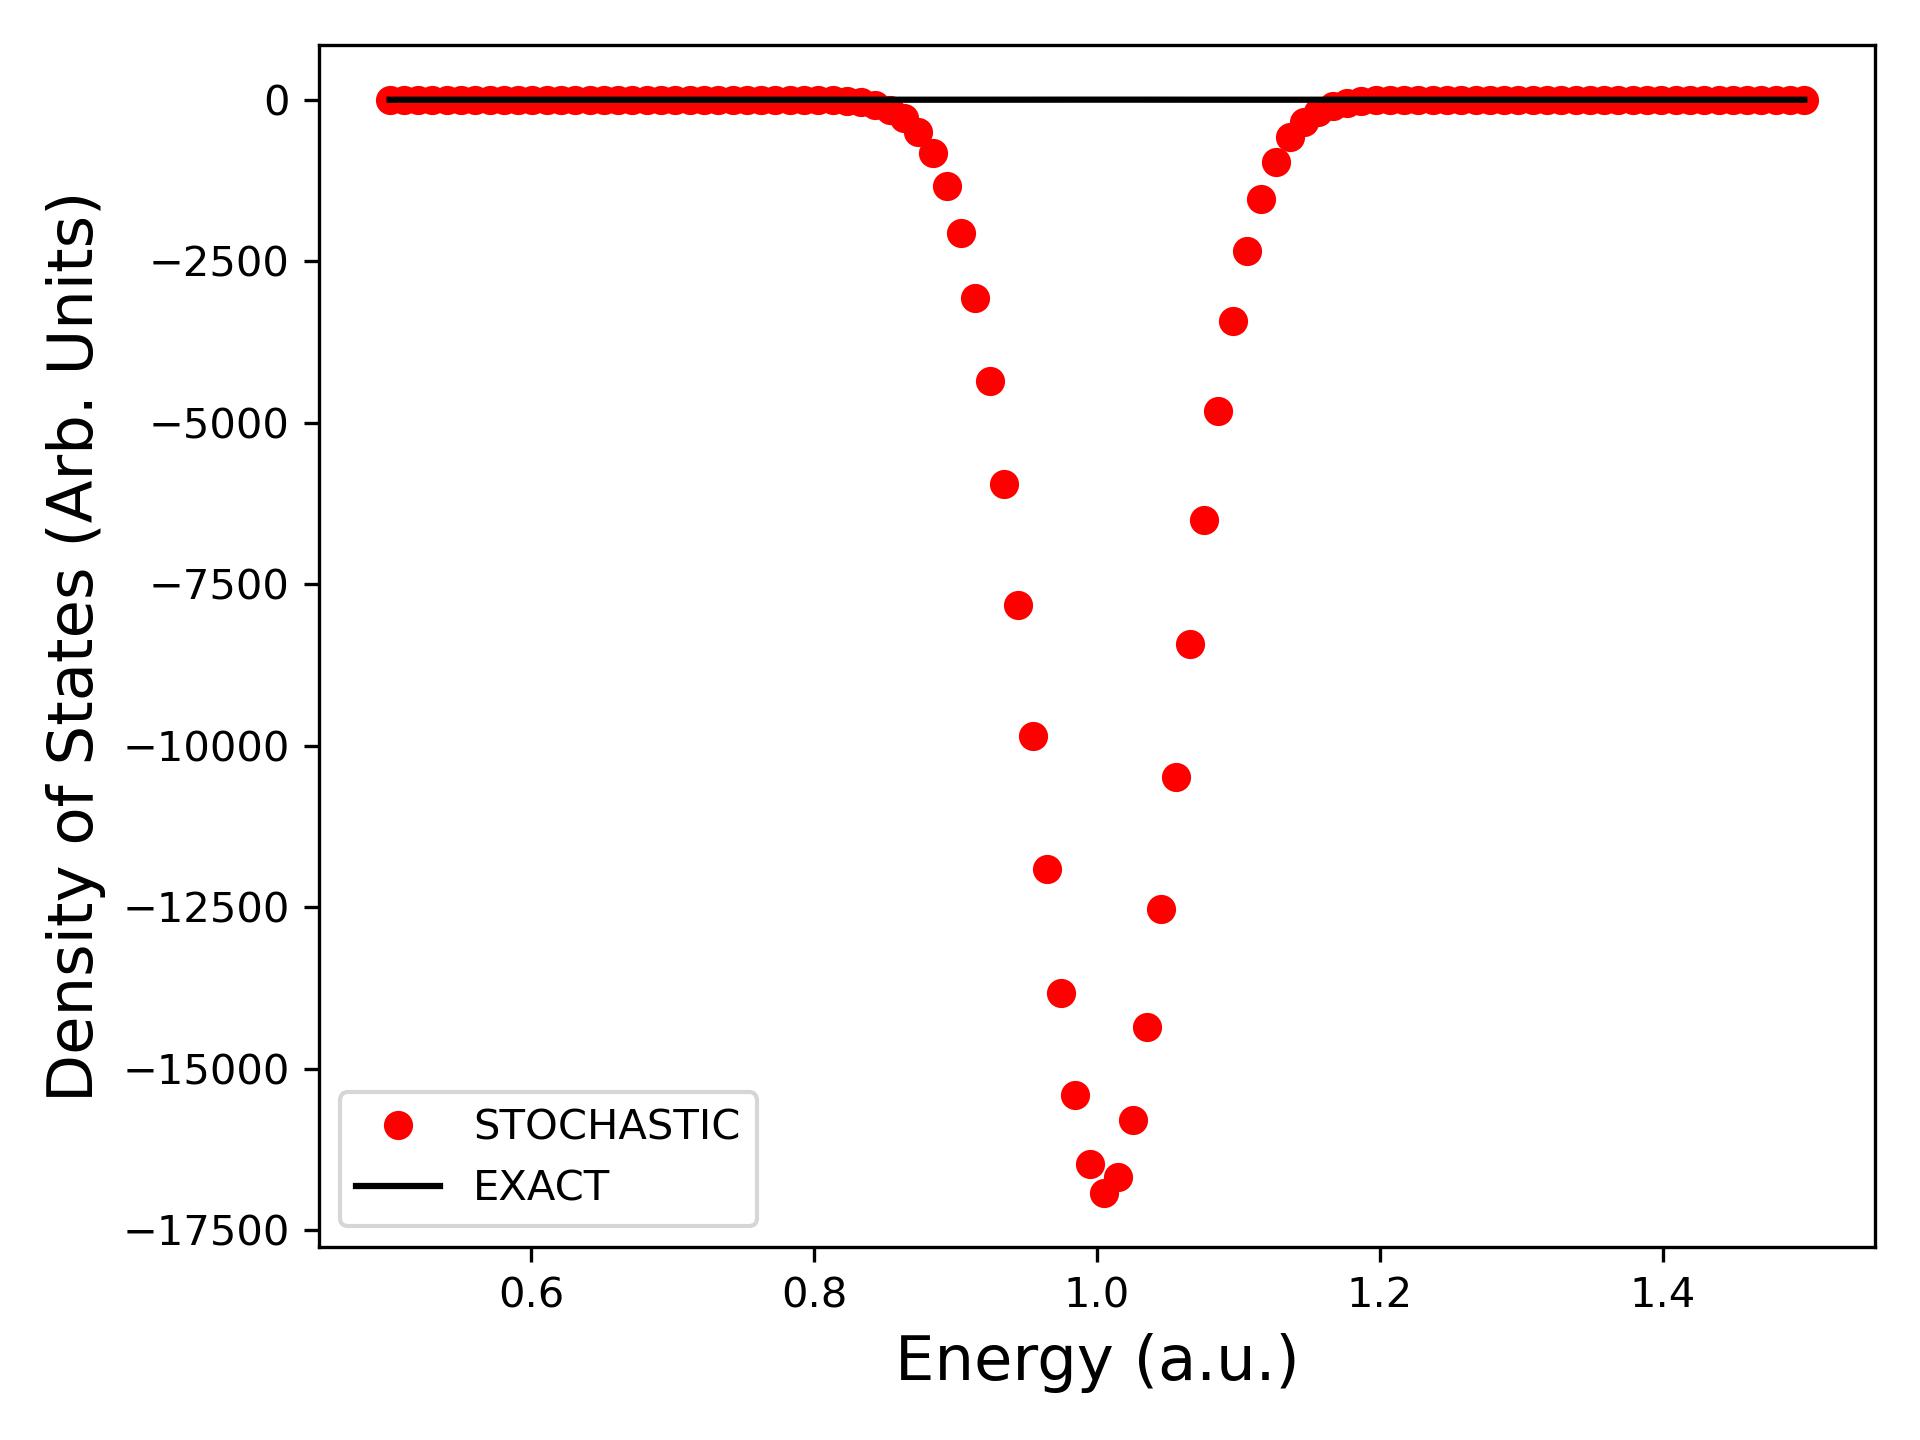 Density of States (Arb. Units)
0
−2500
−5000
−7500
−10000
−12500
−15000
−17500
STOCHASTIC
EXACT
0.6 0.8 1.0 1.2 1.4
Energy (a.u.)